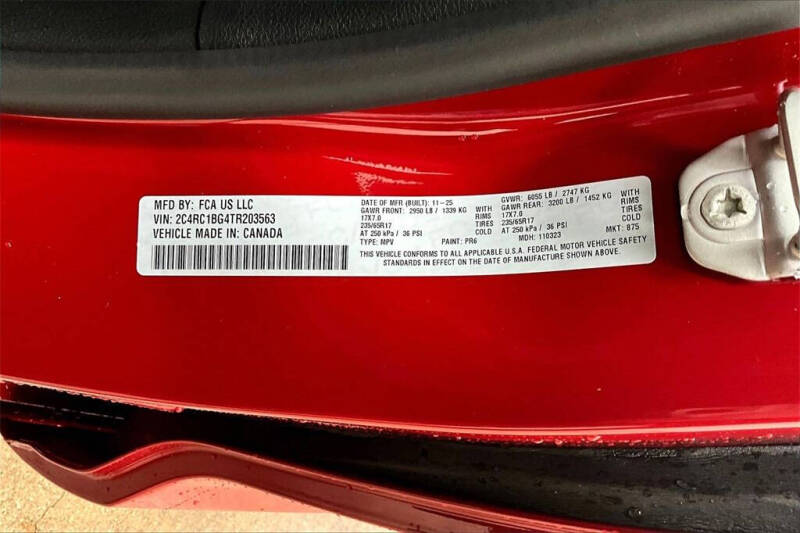 MFD BY: FCA US LLC
VIN: 2C4RC1BG4TR203563
VEHICLE MADE IN: CANADA
DATE OF MFR (BUILT): 11-25 GVWR: 6055 LB / 2747 KG
GAWR FRONT: 2950 LB / 1339 KG WITH GAWR REAR: 3200 LB / 1452 KG WITH
17X7.0 RIMS 17X7.0 RIMS
235/65R17 TIRES 235/65R17 TIRES
AT 250 kPa / 36 PSI COLD AT 250 kPa / 36 PSI COLD
TYPE: MPV PAINT: PR6 MDH: 110323 MKT: 875
THIS VEHICLE CONFORMS TO ALL APPLICABLE U.S.A. FEDERAL MOTOR VEHICLE SAFETY
STANDARDS IN EFFECT ON THE DATE OF MANUFACTURE SHOWN ABOVE.